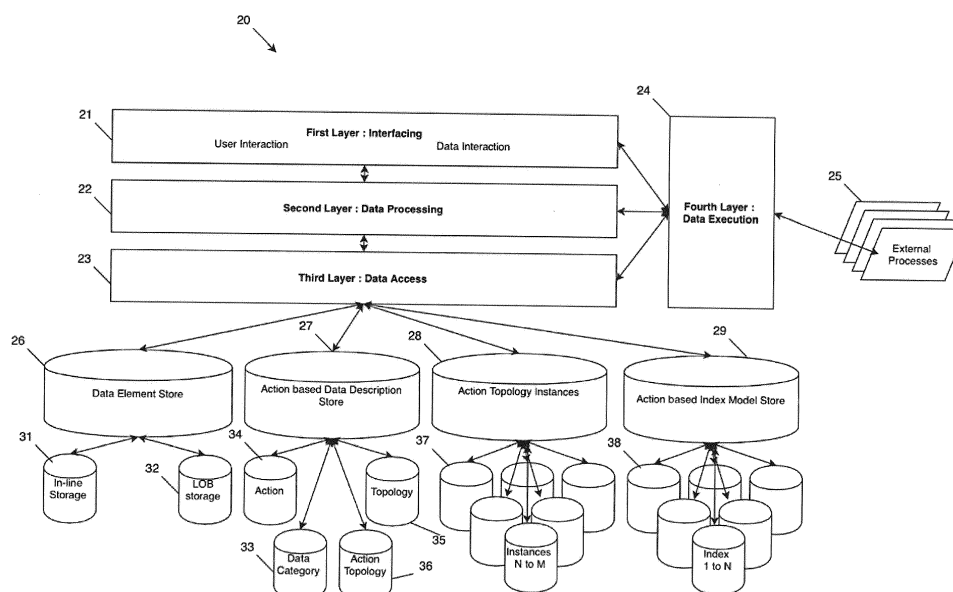 20
21
24
First Layer : Interfacing
User Interaction
Data Interaction
22
25
Second Layer : Data Processing
Fourth Layer :
Data Execution
23
External
Processes
Third Layer : Data Access
26
27
28
29
Data Element Store
Action based Data Description
Store
Action Topology Instances
Action based Index Model Store
31
32
34
37
38
In-line
Storage
LOB
storage
Action
Topology
35
33
Data
Category
Action
Topology
36
Instances
N to M
Index
1 to N